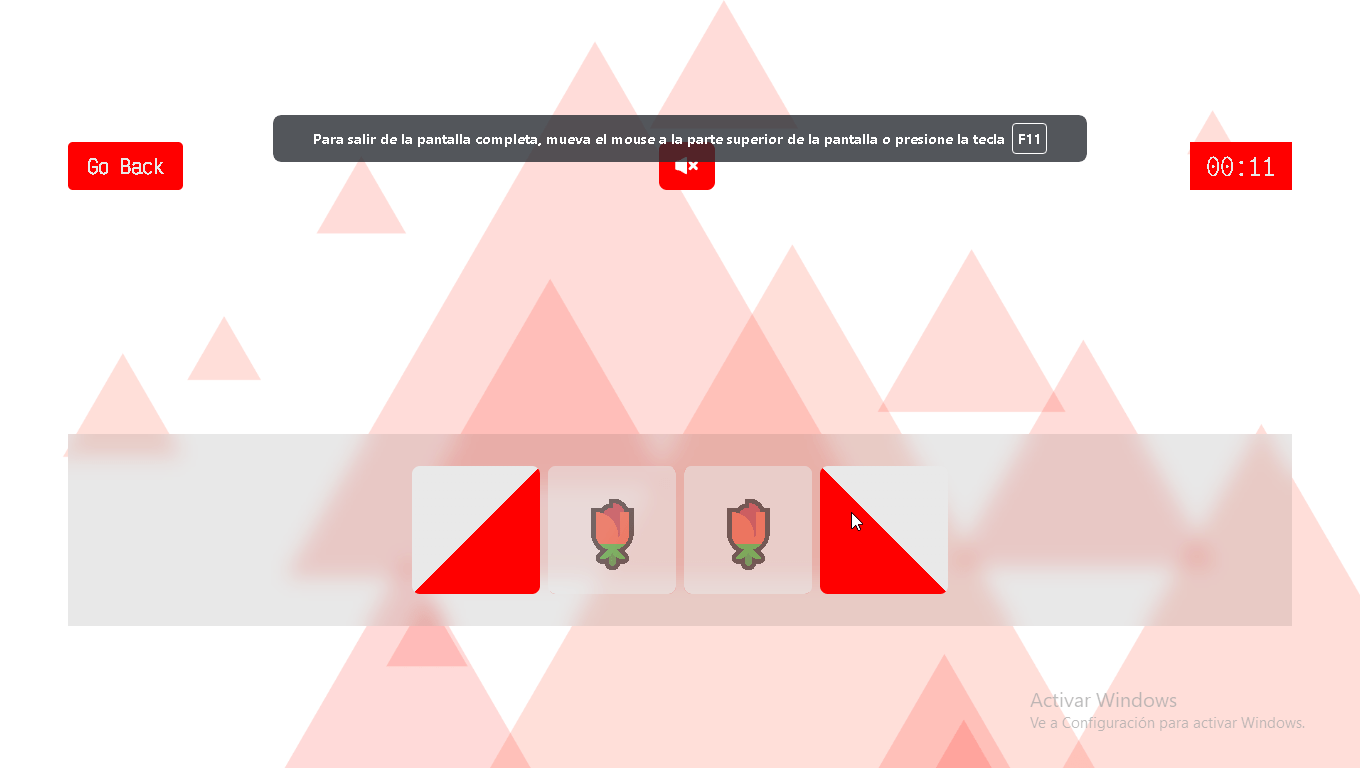 Para salir de la pantalla completa, mueva el mouse a la parte superior de la pantalla o presione la tecla F11
Go Back
00:11
Activar Windows
Ve a Configuración para activar Windows.